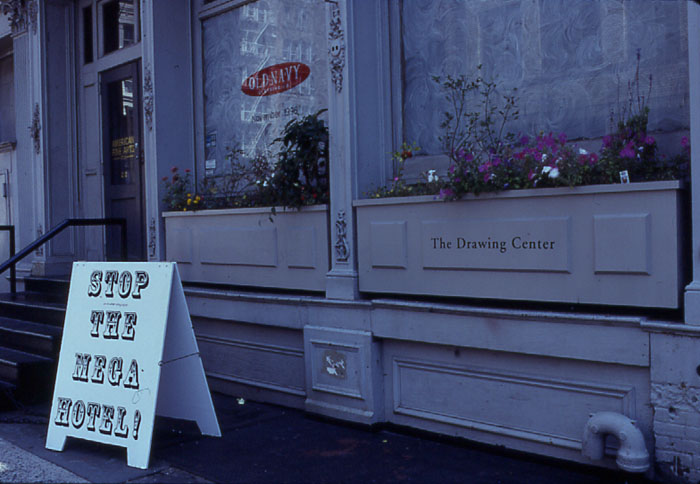 OLD NAVY
The Drawing Center
STOP
THE
MEGA
HOTEL!